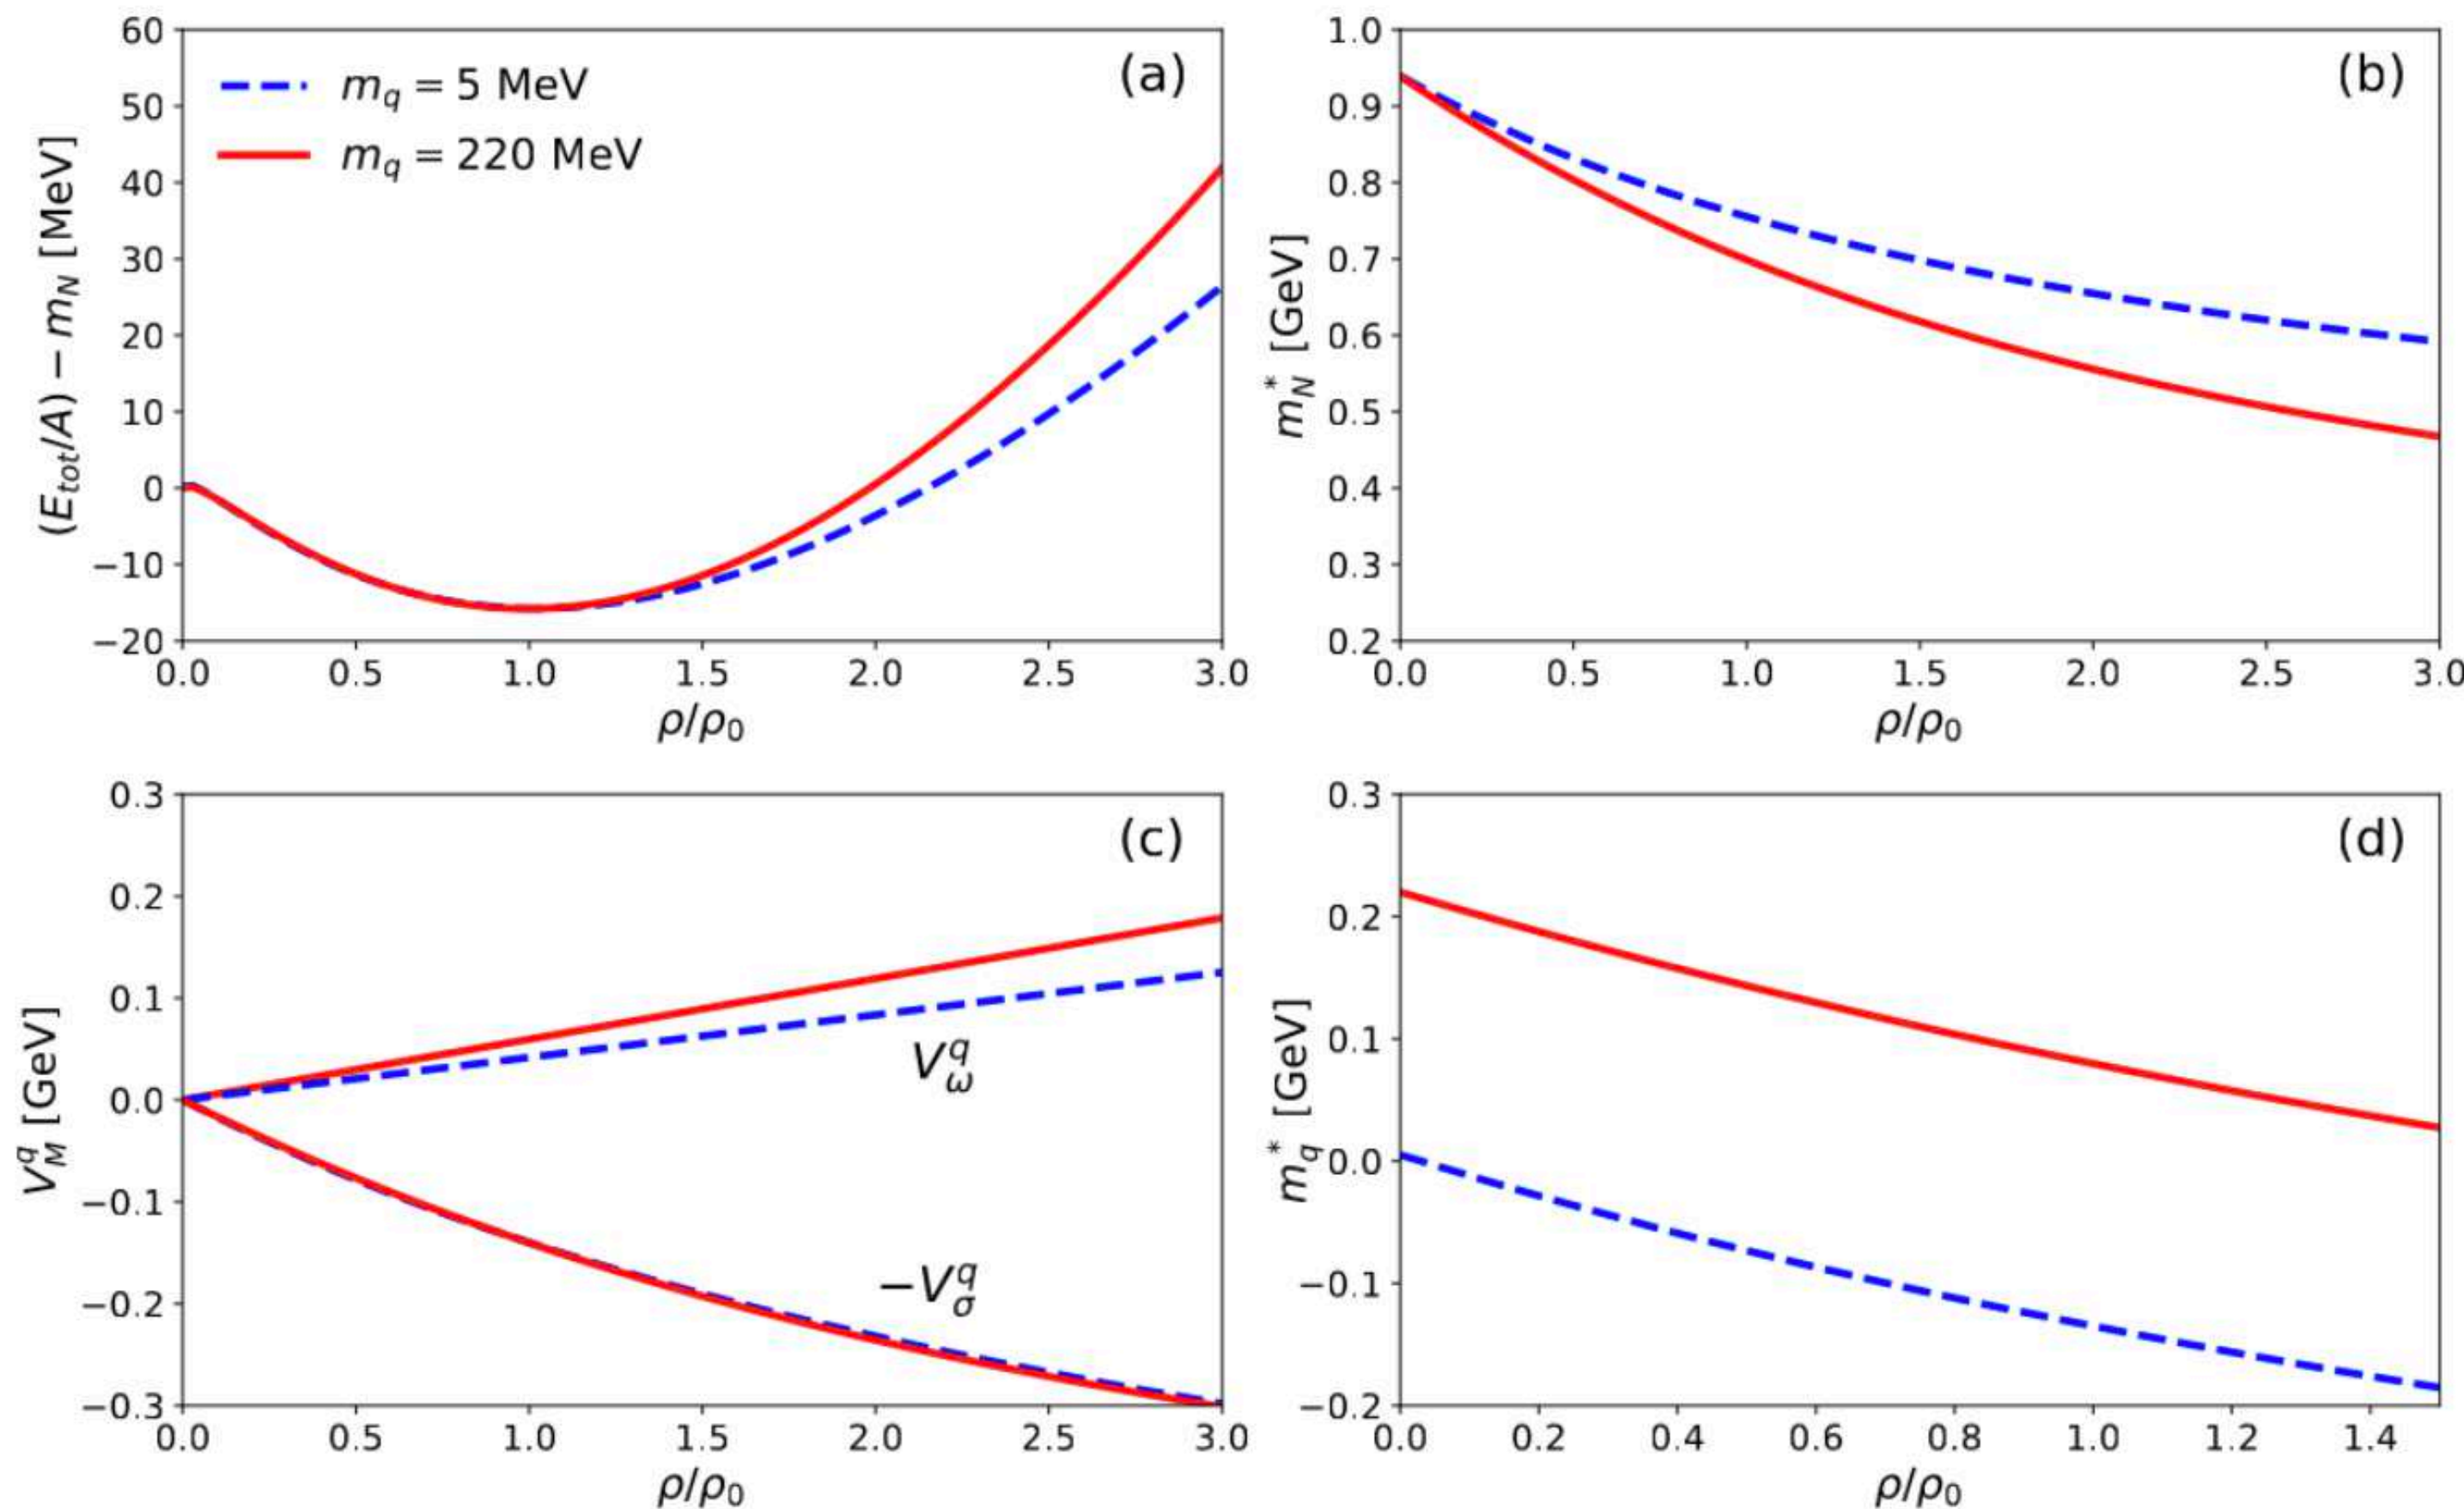 (a)
m_q = 5 MeV
m_q = 220 MeV
60
50
40
30
20
10
0
−10
−20
(E_tot/A) − m_N [MeV]
0.0 0.5 1.0 1.5 2.0 2.5 3.0
ρ/ρ_0
(b)
1.0
0.9
0.8
0.7
0.6
0.5
0.4
0.3
0.2
m_N^* [GeV]
0.0 0.5 1.0 1.5 2.0 2.5 3.0
ρ/ρ_0
(c)
0.3
0.2
0.1
0.0
−0.1
−0.2
−0.3
V_M^q [GeV]
V_ω^q
−V_σ^q
0.0 0.5 1.0 1.5 2.0 2.5 3.0
ρ/ρ_0
(d)
0.3
0.2
0.1
0.0
−0.1
−0.2
m_q^* [GeV]
0.0 0.2 0.4 0.6 0.8 1.0 1.2 1.4
ρ/ρ_0